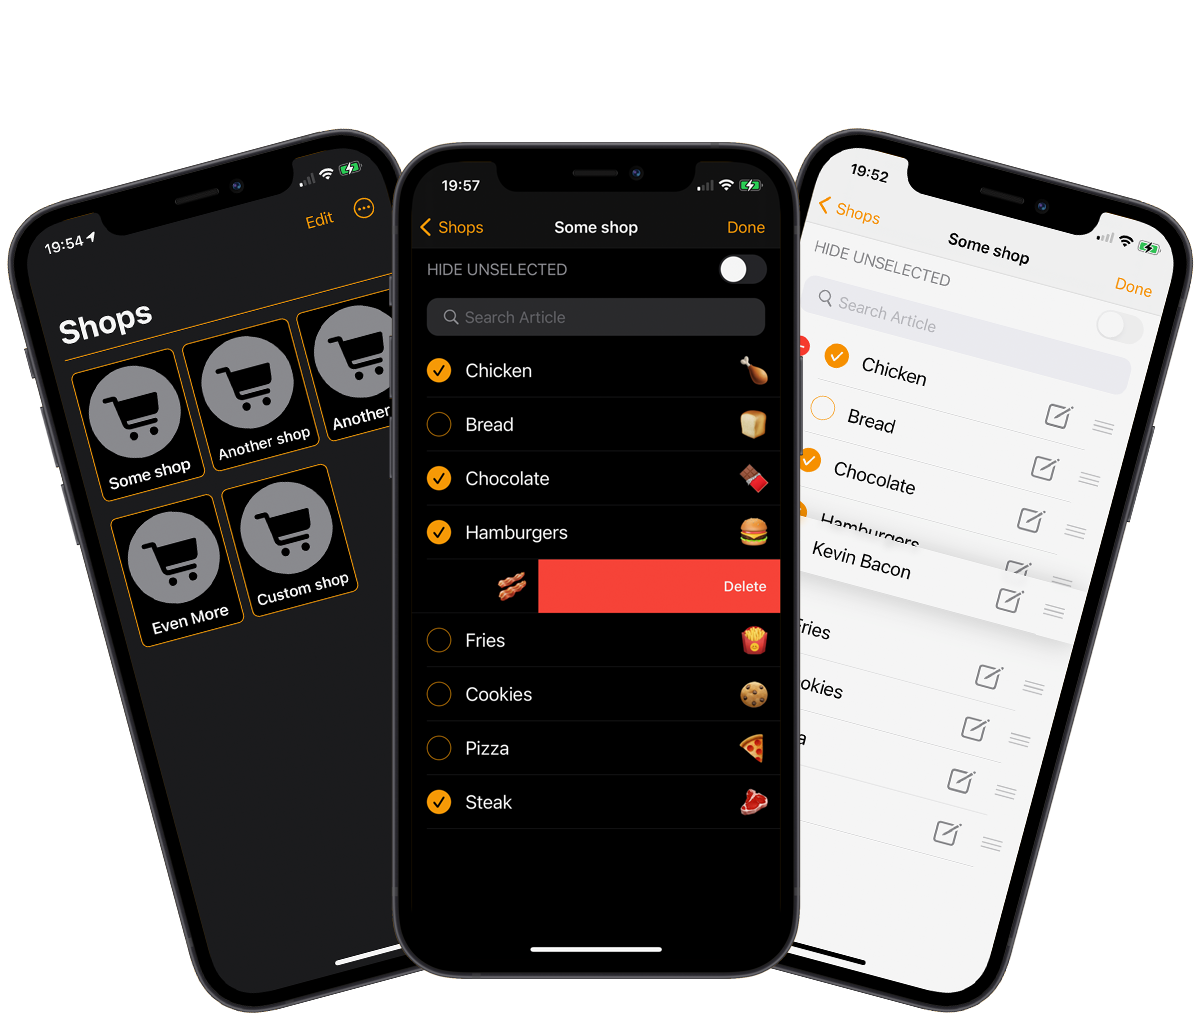 19:54
Edit
Shops
Some shop
Another shop
Another
Even More
Custom shop
19:57
Shops
Some shop
Done
HIDE UNSELECTED
Search Article
Chicken
Bread
Chocolate
Hamburgers
Delete
Fries
Cookies
Pizza
Steak
19:52
Shops
Some shop
Done
HIDE UNSELECTED
Search Article
Chicken
Bread
Chocolate
Hamburgers
Kevin Bacon
ries
okies
a